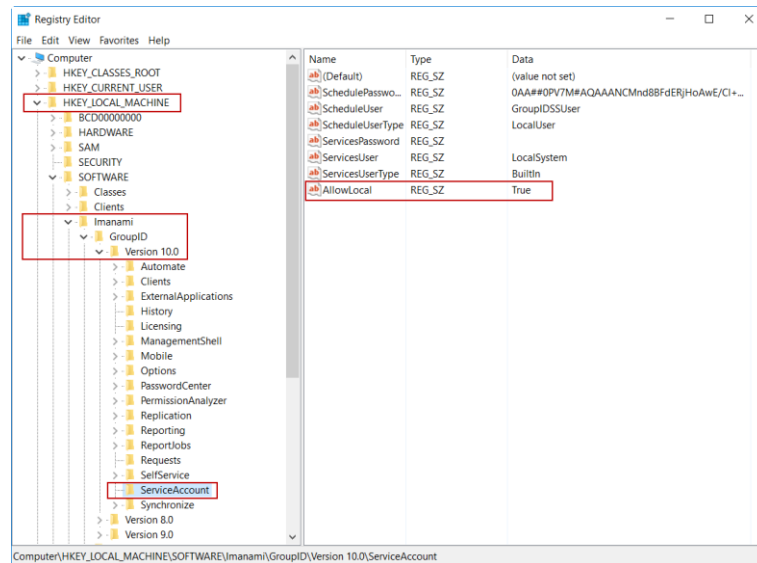 Registry Editor
File Edit View Favorites Help
Computer
HKEY_CLASSES_ROOT
HKEY_CURRENT_USER
HKEY_LOCAL_MACHINE
BCD00000000
HARDWARE
SAM
SECURITY
SOFTWARE
Classes
Clients
Imanami
GroupID
Version 10.0
Automate
Clients
ExternalApplications
History
Licensing
ManagementShell
Mobile
Options
PasswordCenter
PermissionAnalyzer
Replication
Reporting
ReportJobs
Requests
SelfService
ServiceAccount
Synchronize
Version 8.0
Version 9.0
Name Type Data
(Default) REG_SZ (value not set)
SchedulePasswo... REG_SZ 0AA##0PV7M#AQAAANCMnd8BFdERjHoAwE/Cl+...
ScheduleUser REG_SZ GroupIDSSUser
ScheduleUserType REG_SZ LocalUser
ServicesPassword REG_SZ
ServicesUser REG_SZ LocalSystem
ServicesUserType REG_SZ BuiltIn
AllowLocal REG_SZ True
Computer\HKEY_LOCAL_MACHINE\SOFTWARE\Imanami\GroupID\Version 10.0\ServiceAccount